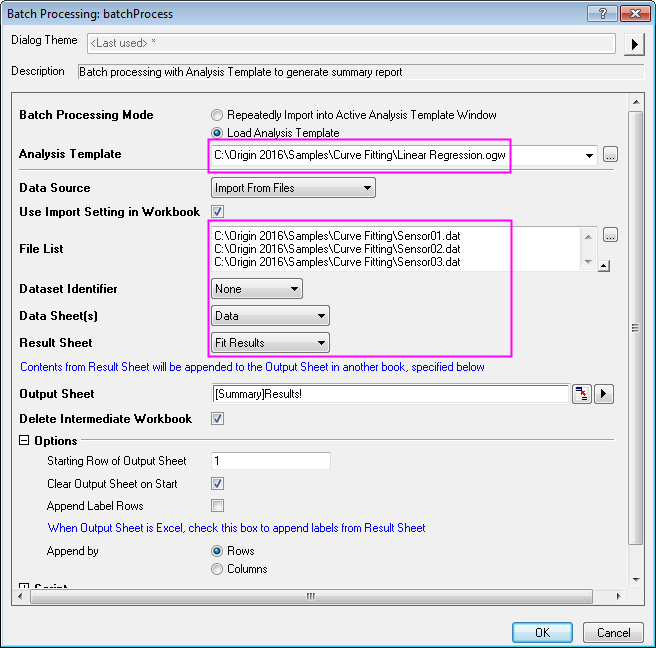 Batch Processing: batchProcess
Dialog Theme <Last used> *
Description Batch processing with Analysis Template to generate summary report
Batch Processing Mode Repeatedly Import into Active Analysis Template Window
Load Analysis Template
Analysis Template C:\Origin 2016\Samples\Curve Fitting\Linear Regression.ogw ...
Data Source Import From Files
Use Import Setting in Workbook
File List C:\Origin 2016\Samples\Curve Fitting\Sensor01.dat ...
C:\Origin 2016\Samples\Curve Fitting\Sensor02.dat
C:\Origin 2016\Samples\Curve Fitting\Sensor03.dat
Dataset Identifier None
Data Sheet(s) Data
Result Sheet Fit Results
Contents from Result Sheet will be appended to the Output Sheet in another book, specified below
Output Sheet [Summary]Results!
Delete Intermediate Workbook
Options
Starting Row of Output Sheet 1
Clear Output Sheet on Start
Append Label Rows
When Output Sheet is Excel, check this box to append labels from Result Sheet
Append by Rows
Columns
Script
OK Cancel